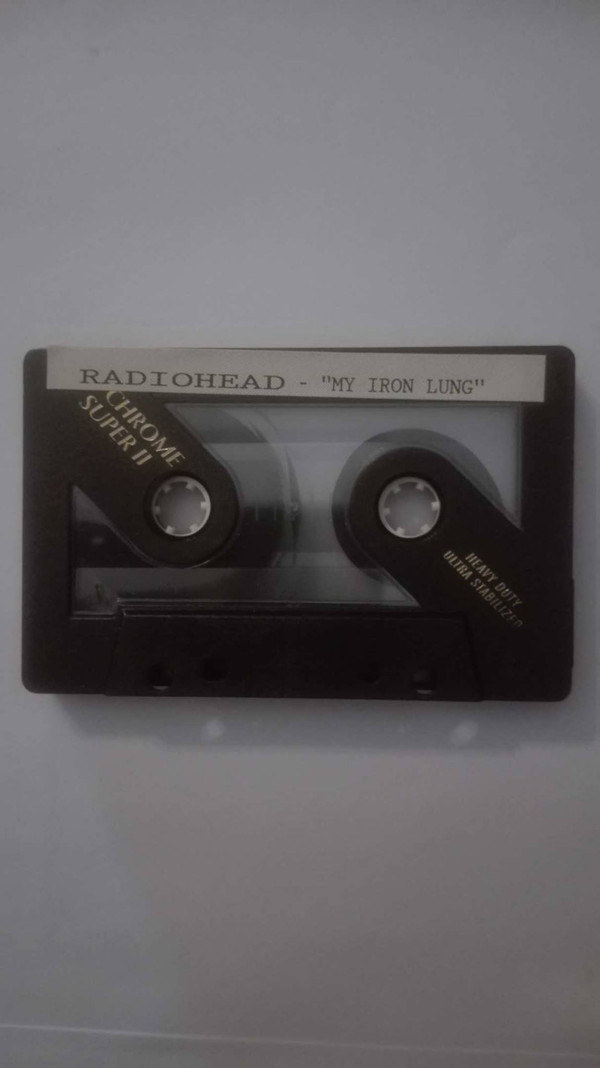 RADIOHEAD - "MY IRON LUNG"
CHROME
SUPER II
HEAVY DUTY
ULTRA STABILIZED